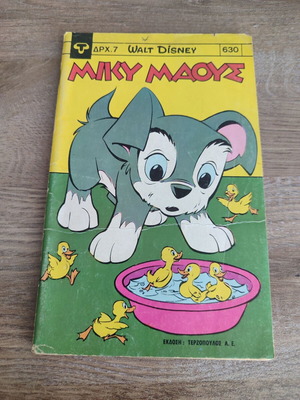 ΔΡΧ. 7 WALT DISNEY 630
ΜΙΚΥ ΜΑΟΥΣ
ΕΚΔΟΣΗ : ΤΕΡΖΟΠΟΥΛΟΣ Α. Ε.